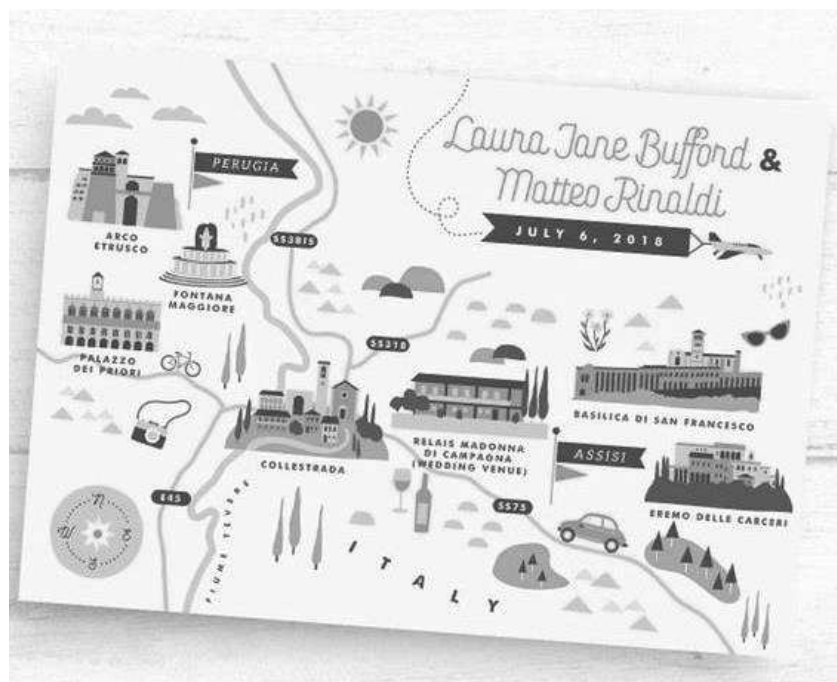 Laura Jane Bufford &
Matteo Rinaldi
JULY 6, 2018
PERUGIA
ARCO
ETRUSCO
FONTANA
MAGGIORE
PALAZZO
DEI PRIORI
SS3BIS
SS318
COLLESTRADA
RELAIS MADONNA
DI CAMPAGNA
(WEDDING VENUE)
BASILICA DI SAN FRANCESCO
ASSISI
EREMO DELLE CARCERI
E45
SS75
FIUME TEVERE
ITALY